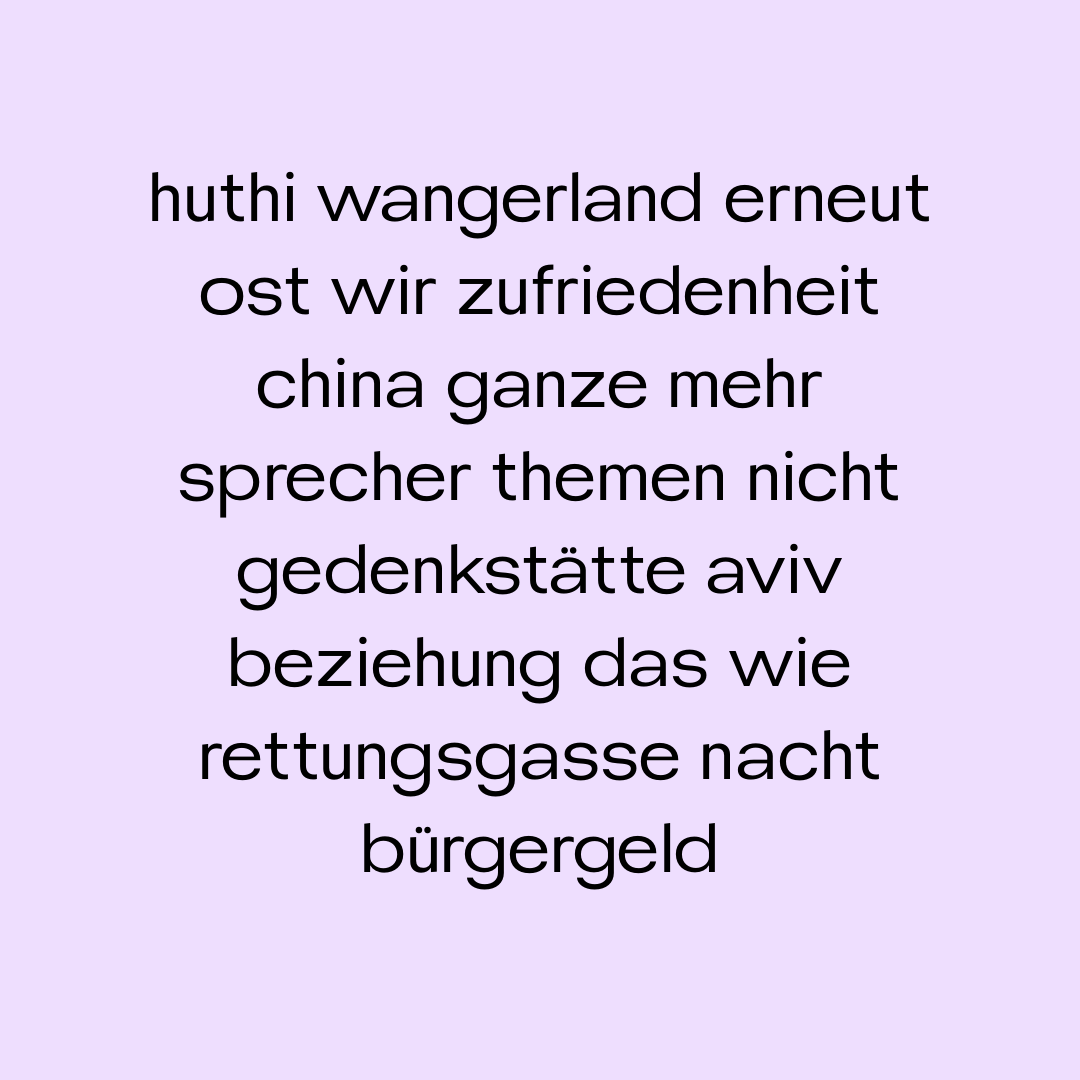 huthi wangerland erneut
ost wir zufriedenheit
china ganze mehr
sprecher themen nicht
gedenkstätte aviv
beziehung das wie
rettungsgasse nacht
bürgergeld